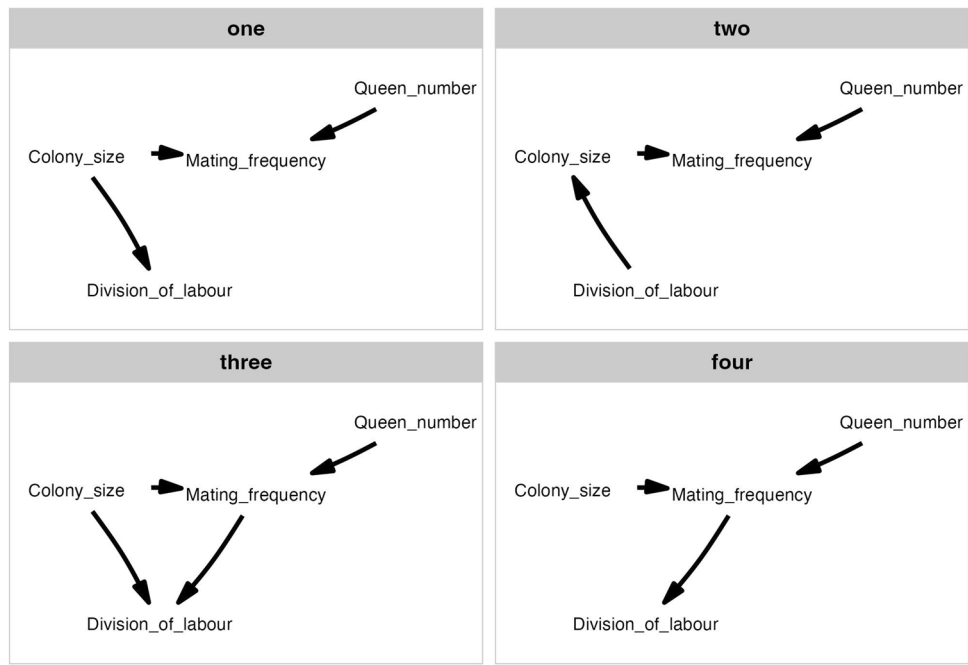 one
Queen_number
Colony_size
Mating_frequency
Division_of_labour
two
Queen_number
Colony_size
Mating_frequency
Division_of_labour
three
Queen_number
Colony_size
Mating_frequency
Division_of_labour
four
Queen_number
Colony_size
Mating_frequency
Division_of_labour